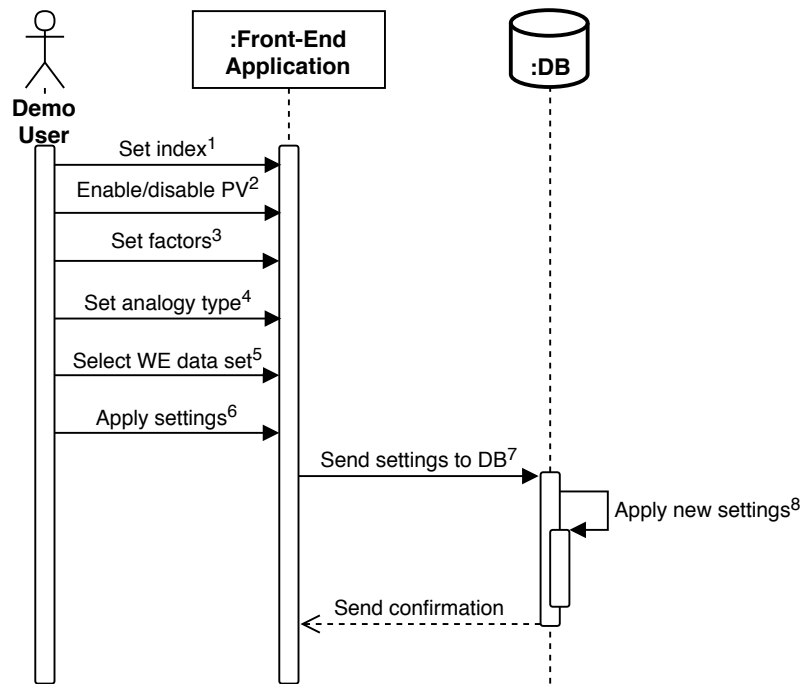 :Front-End
Application
:DB
Demo
User
Set index1
Enable/disable PV2
Set factors3
Set analogy type4
Select WE data set5
Apply settings6
Send settings to DB7
Apply new settings8
Send confirmation